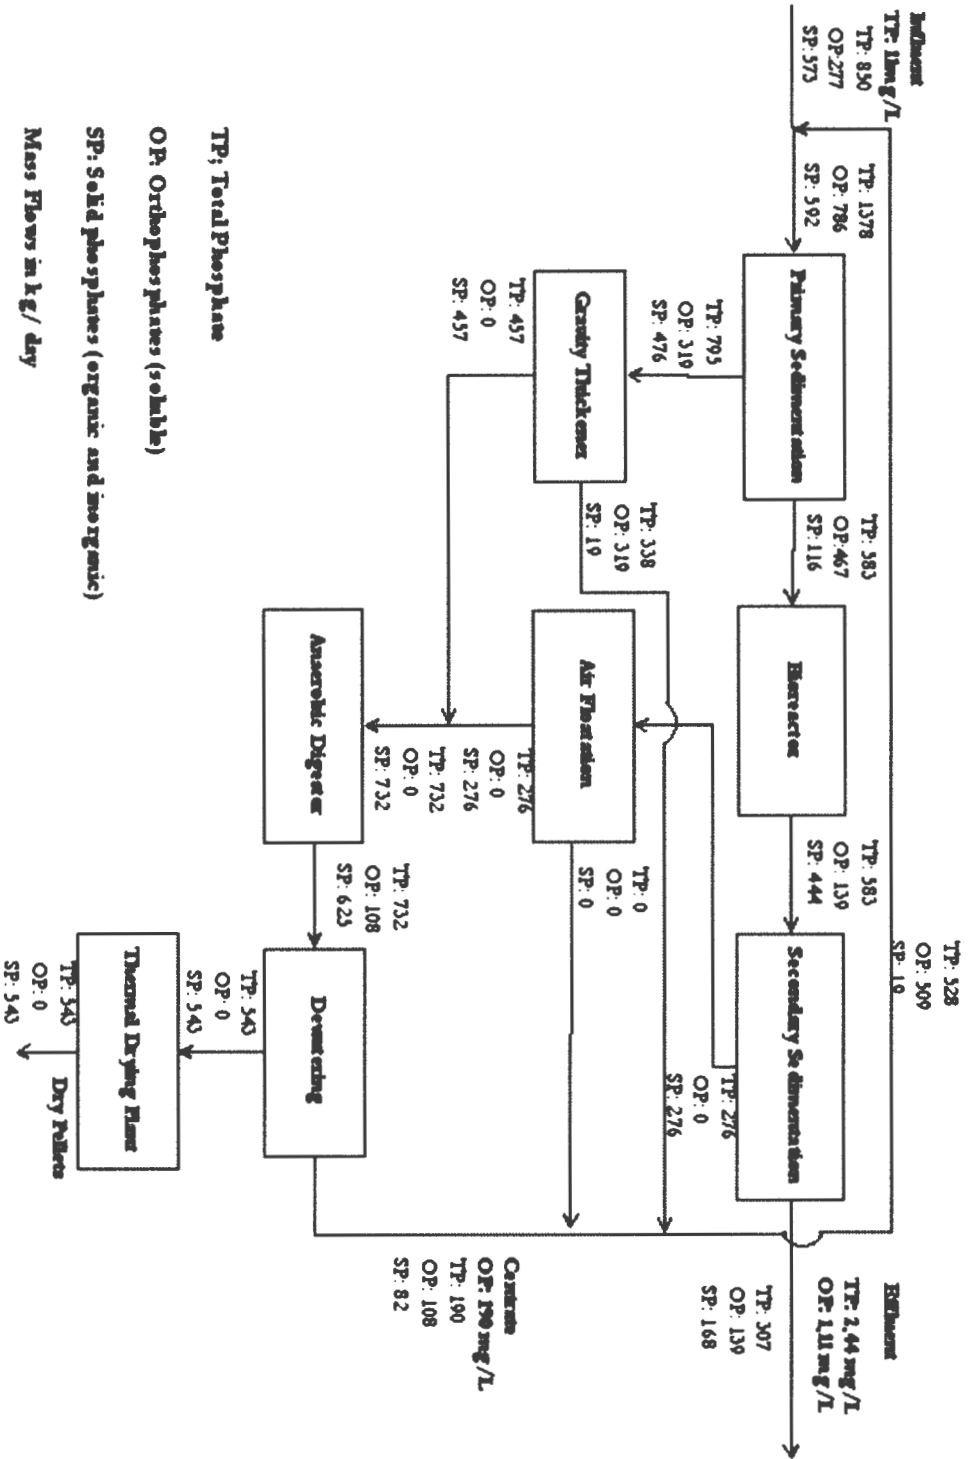 Influent
TP: 11mg/L
TP: 850
OP:277
SP:573
TP: 1378
OP: 786
SP: 592
Primary Sedimentation
TP: 583
OP:467
SP:116
Bioreactor
TP: 583
OP: 139
SP: 444
Secondary Sedimentation
TP: 528
OP: 509
SP: 19
Effluent
TP: 2.44 mg/L
OP: 1.11 mg/L
TP: 307
OP: 139
SP: 168
TP: 795
OP: 319
SP: 476
Gravity Thickener
TP: 338
OP: 319
SP: 19
TP: 457
OP: 0
SP: 457
Air Floatation
TP: 0
OP: 0
SP: 0
TP: 276
OP: 0
SP: 276
TP: 276
OP: 0
SP: 276
TP: 732
OP: 0
SP: 732
Anaerobic Digester
TP: 732
OP: 108
SP: 625
Dewatering
Centrate
OP: 190 mg/L
TP: 190
OP: 108
SP: 82
TP: 543
OP: 0
SP: 543
Thermal Drying Plant
TP: 543
OP: 0
SP: 543
Dry Pellets
TP; Total Phosphate
OP: Orthophosphates (soluble)
SP: Solid phosphates (organic and inorganic)
Mass Flows in kg/ day